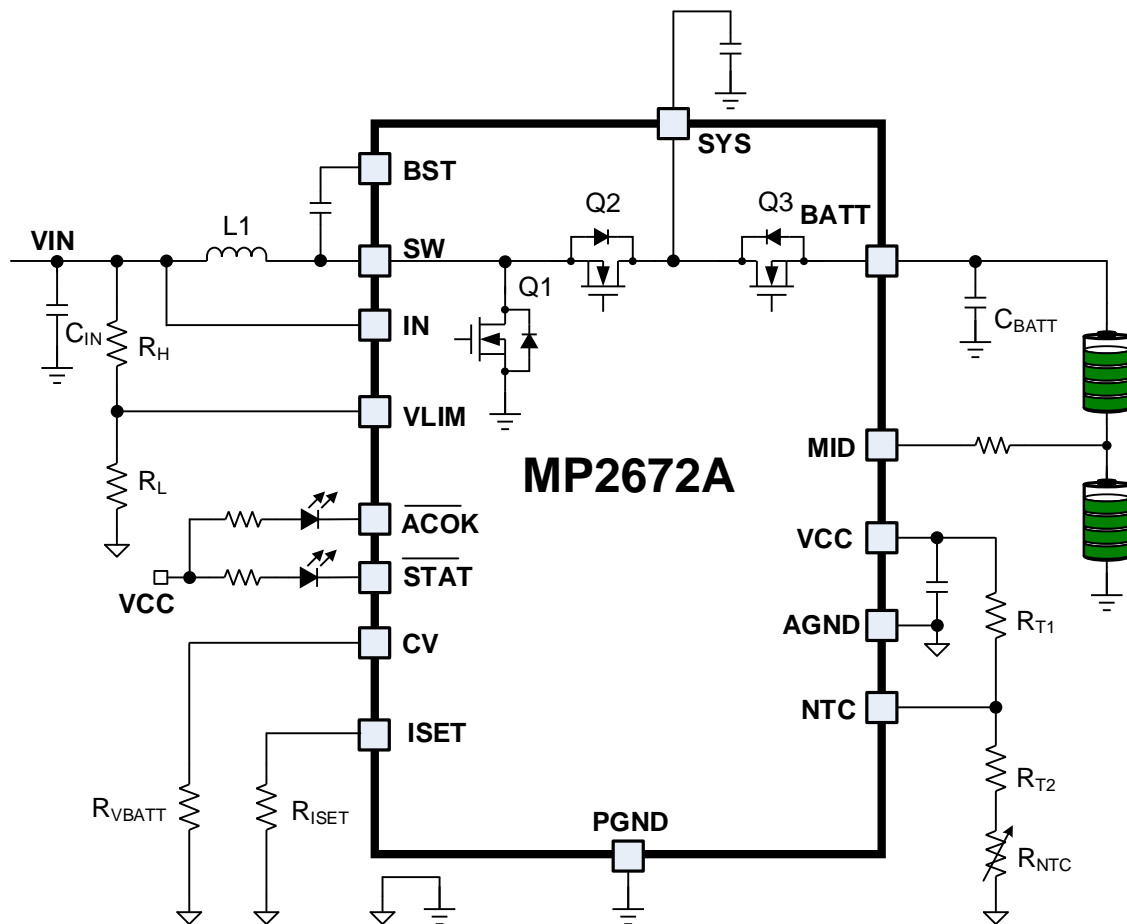 SYS
BST
Q2
Q3
BATT
L1
VIN
SW
Q1
C_IN
R_H
IN
C_BATT
VLIM
MID
MP2672A
R_L
ACOK
VCC
STAT
VCC
R_T1
AGND
CV
NTC
ISET
R_T2
R_VBATT
R_ISET
PGND
R_NTC